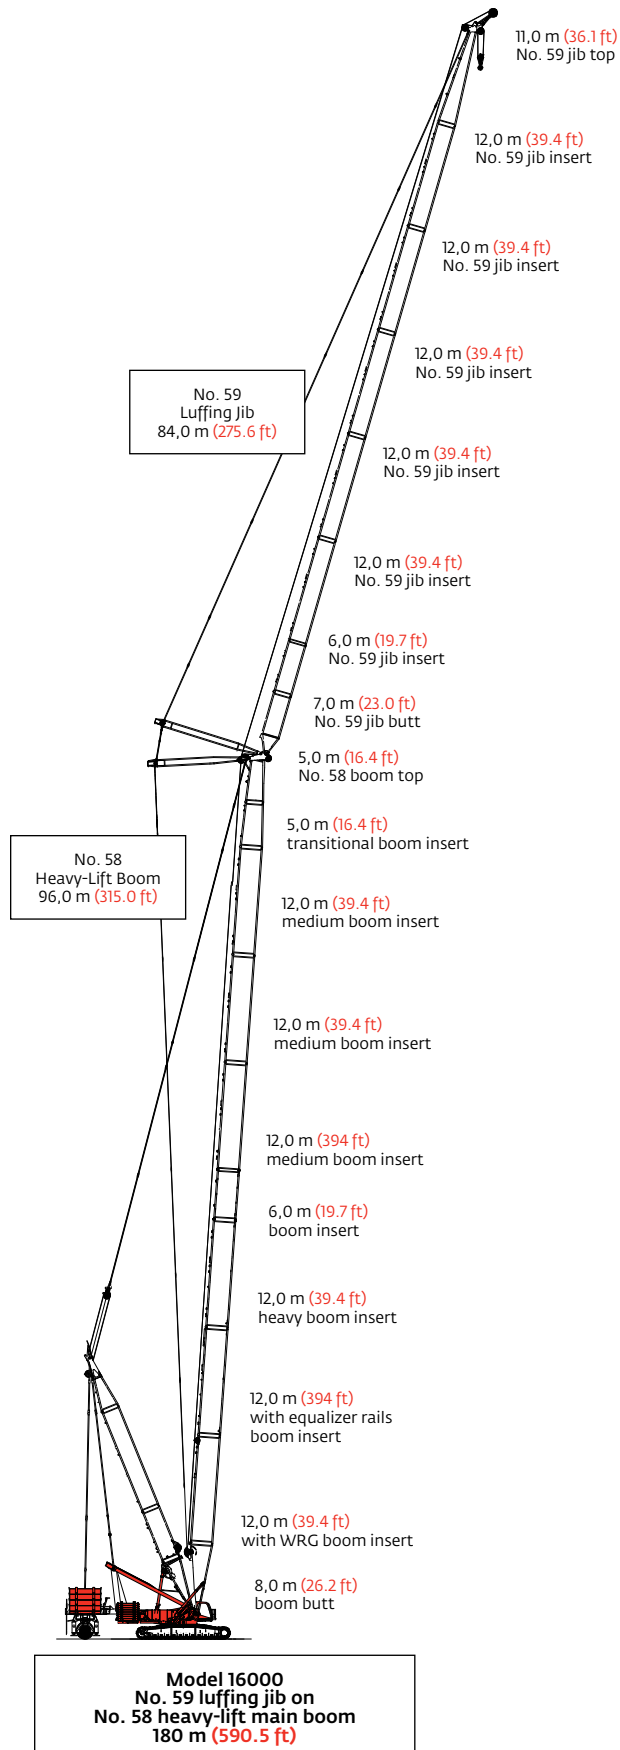 11,0 m (36.1 ft)
No. 59 jib top
12,0 m (39.4 ft)
No. 59 jib insert
12,0 m (39.4 ft)
No. 59 jib insert
12,0 m (39.4 ft)
No. 59 jib insert
No. 59
Luffing Jib
84,0 m (275.6 ft)
12,0 m (39.4 ft)
No. 59 jib insert
12,0 m (39.4 ft)
No. 59 jib insert
6,0 m (19.7 ft)
No. 59 jib insert
7,0 m (23.0 ft)
No. 59 jib butt
5,0 m (16.4 ft)
No. 58 boom top
5,0 m (16.4 ft)
transitional boom insert
No. 58
Heavy-Lift Boom
96,0 m (315.0 ft)
12,0 m (39.4 ft)
medium boom insert
12,0 m (39.4 ft)
medium boom insert
12,0 m (394 ft)
medium boom insert
6,0 m (19.7 ft)
boom insert
12,0 m (39.4 ft)
heavy boom insert
12,0 m (394 ft)
with equalizer rails
boom insert
12,0 m (39.4 ft)
with WRG boom insert
8,0 m (26.2 ft)
boom butt
Model 16000
No. 59 luffing jib on
No. 58 heavy-lift main boom
180 m (590.5 ft)